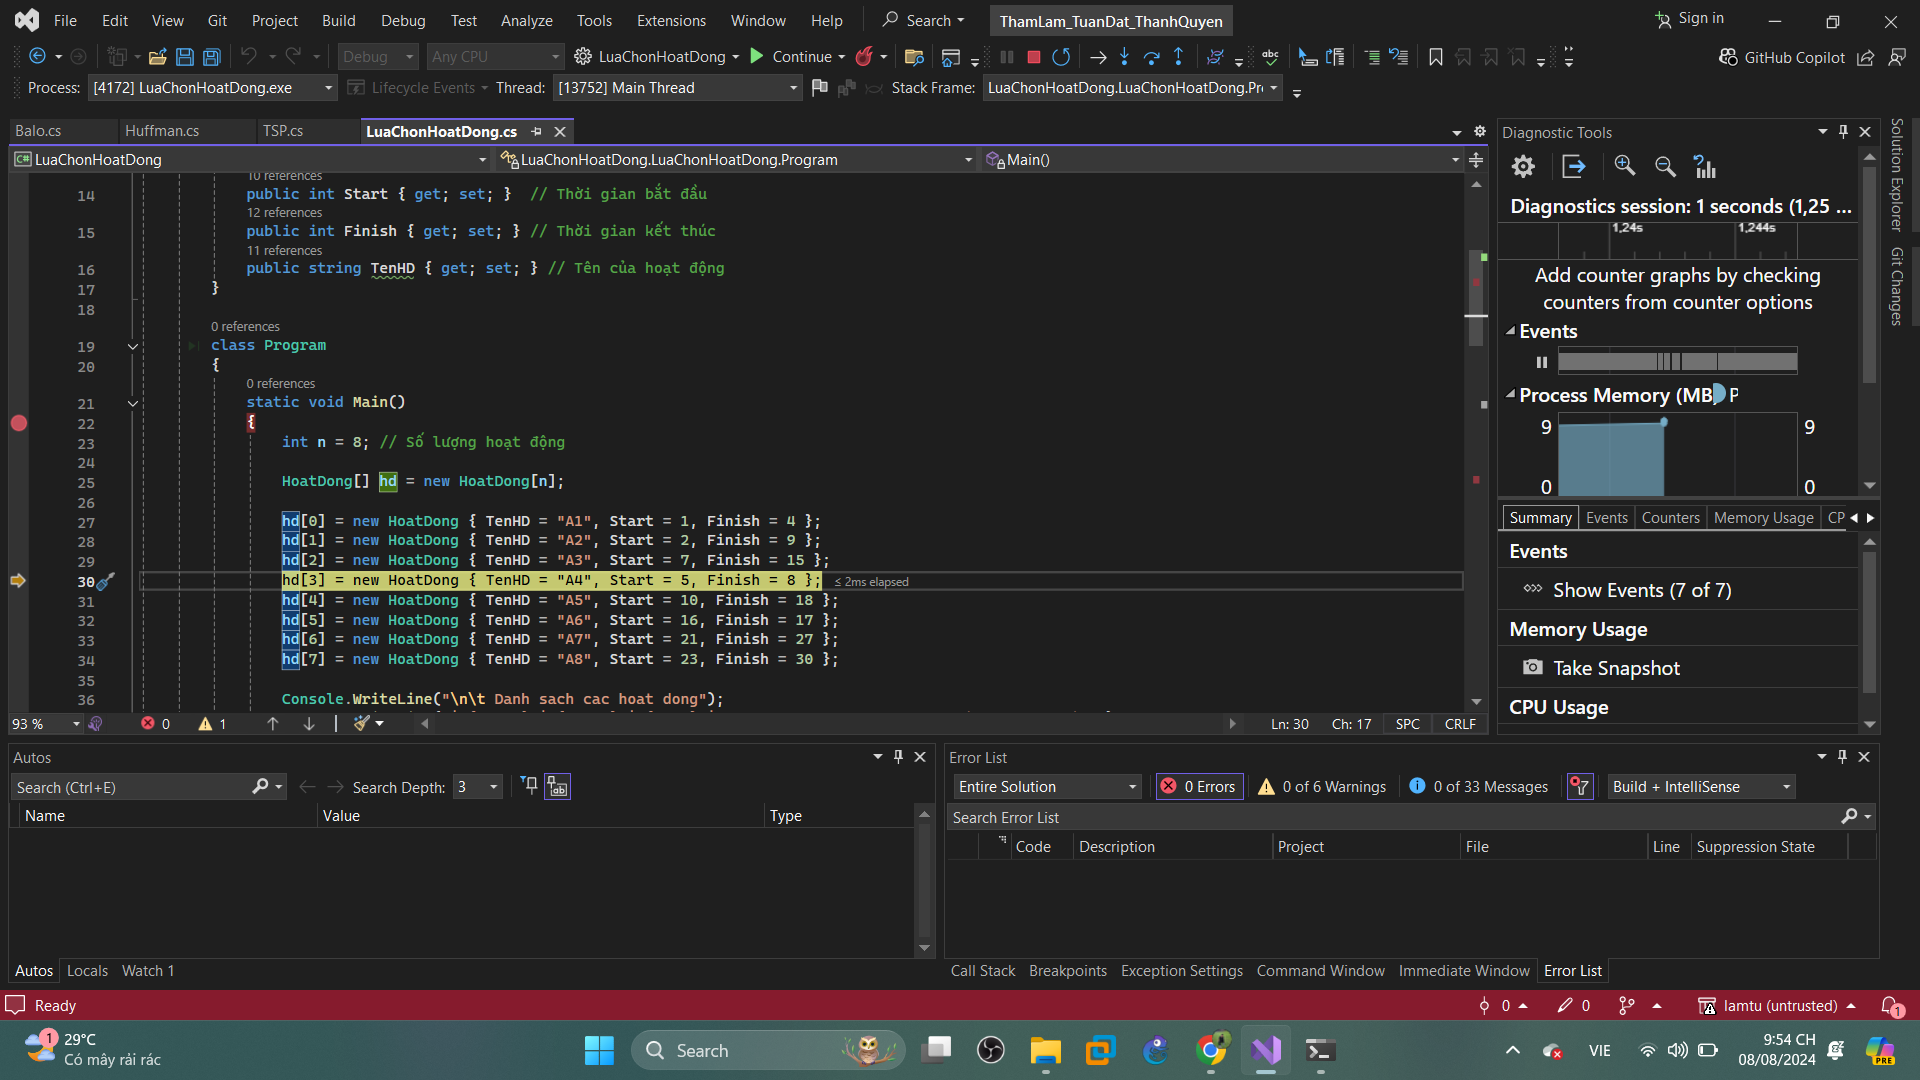 File Edit View Git Project Build Debug Test Analyze Tools Extensions Window Help Search ThamLam_TuanDat_ThanhQuyen Sign in
Debug Any CPU LuaChonHoatDong Continue GitHub Copilot
Process: [4172] LuaChonHoatDong.exe Lifecycle Events Thread: [13752] Main Thread Stack Frame: LuaChonHoatDong.LuaChonHoatDong.Pr
Balo.cs Huffman.cs TSP.cs LuaChonHoatDong.cs
LuaChonHoatDong LuaChonHoatDong.LuaChonHoatDong.Program Main()
10 references
14 public int Start { get; set; } // Thời gian bắt đầu
12 references
15 public int Finish { get; set; } // Thời gian kết thúc
11 references
16 public string TenHD { get; set; } // Tên của hoạt động
17 }
18
0 references
19 class Program
20 {
0 references
21 static void Main()
22 {
23 int n = 8; // Số lượng hoạt động
24
25 HoatDong[] hd = new HoatDong[n];
26
27 hd[0] = new HoatDong { TenHD = "A1", Start = 1, Finish = 4 };
28 hd[1] = new HoatDong { TenHD = "A2", Start = 2, Finish = 9 };
29 hd[2] = new HoatDong { TenHD = "A3", Start = 7, Finish = 15 };
30 hd[3] = new HoatDong { TenHD = "A4", Start = 5, Finish = 8 }; ≤ 2ms elapsed
31 hd[4] = new HoatDong { TenHD = "A5", Start = 10, Finish = 18 };
32 hd[5] = new HoatDong { TenHD = "A6", Start = 16, Finish = 17 };
33 hd[6] = new HoatDong { TenHD = "A7", Start = 21, Finish = 27 };
34 hd[7] = new HoatDong { TenHD = "A8", Start = 23, Finish = 30 };
35
36 Console.WriteLine("\n\t Danh sach cac hoat dong");
93 % 0 1 Ln: 30 Ch: 17 SPC CRLF
Diagnostic Tools
Diagnostics session: 1 seconds (1,25 ...
1,24s 1,244s
Add counter graphs by checking
counters from counter options
Events
Process Memory (MB) P
9 9
0 0
Summary Events Counters Memory Usage CP
Events
Show Events (7 of 7)
Memory Usage
Take Snapshot
CPU Usage
Solution Explorer
Git Changes
Autos
Search (Ctrl+E) Search Depth: 3
Name Value Type
Autos Locals Watch 1
Error List
Entire Solution 0 Errors 0 of 6 Warnings 0 of 33 Messages Build + IntelliSense
Search Error List
Code Description Project File Line Suppression State
Call Stack Breakpoints Exception Settings Command Window Immediate Window Error List
Ready 0 0 lamtu (untrusted) 1
1 29°C
Có mây rải rác
Search
VIE
9:54 CH
08/08/2024
PRE